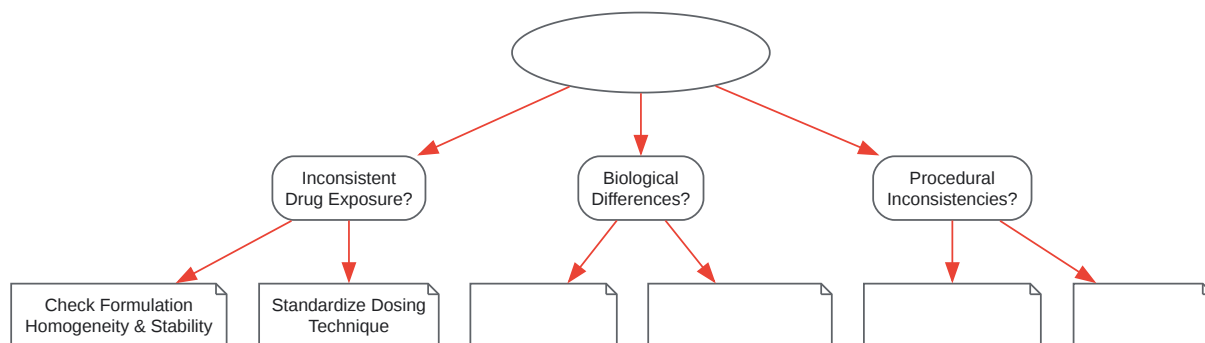 Inconsistent
Drug Exposure?
Biological
Differences?
Procedural
Inconsistencies?
Check Formulation
Homogeneity & Stability
Standardize Dosing
Technique